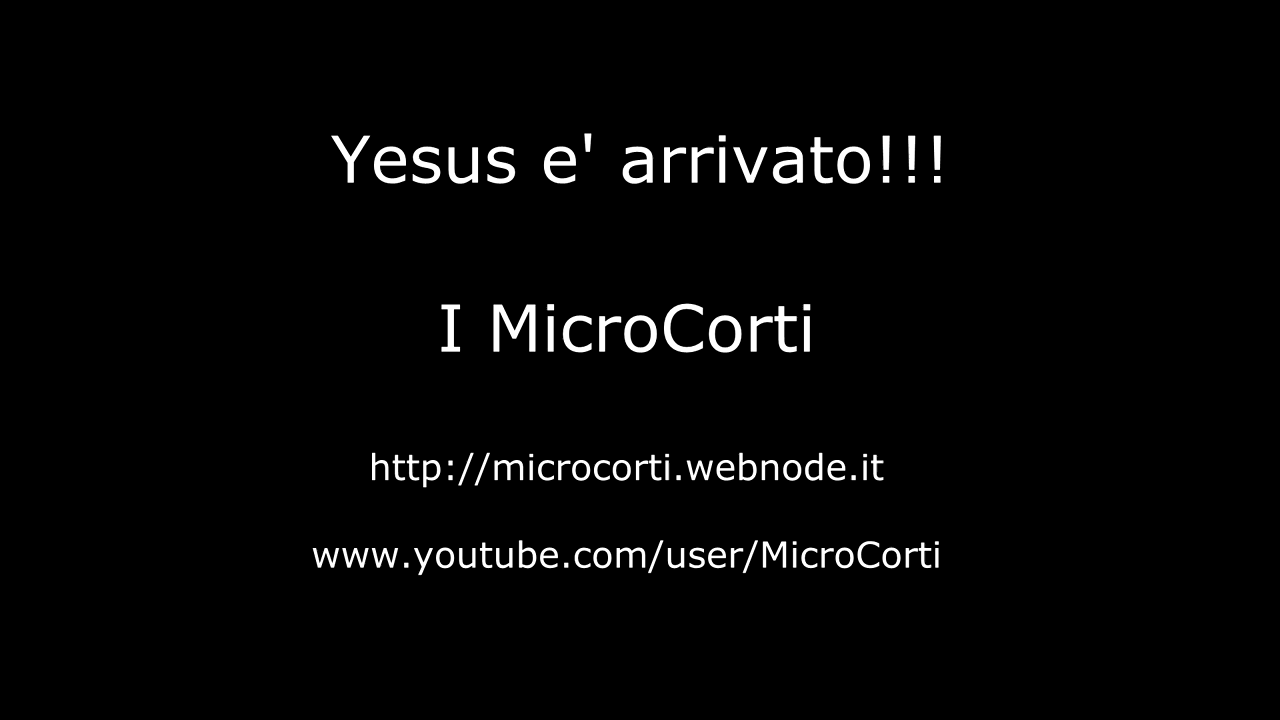 Yesus e' arrivato!!!
I MicroCorti
http://microcorti.webnode.it
www.youtube.com/user/MicroCorti